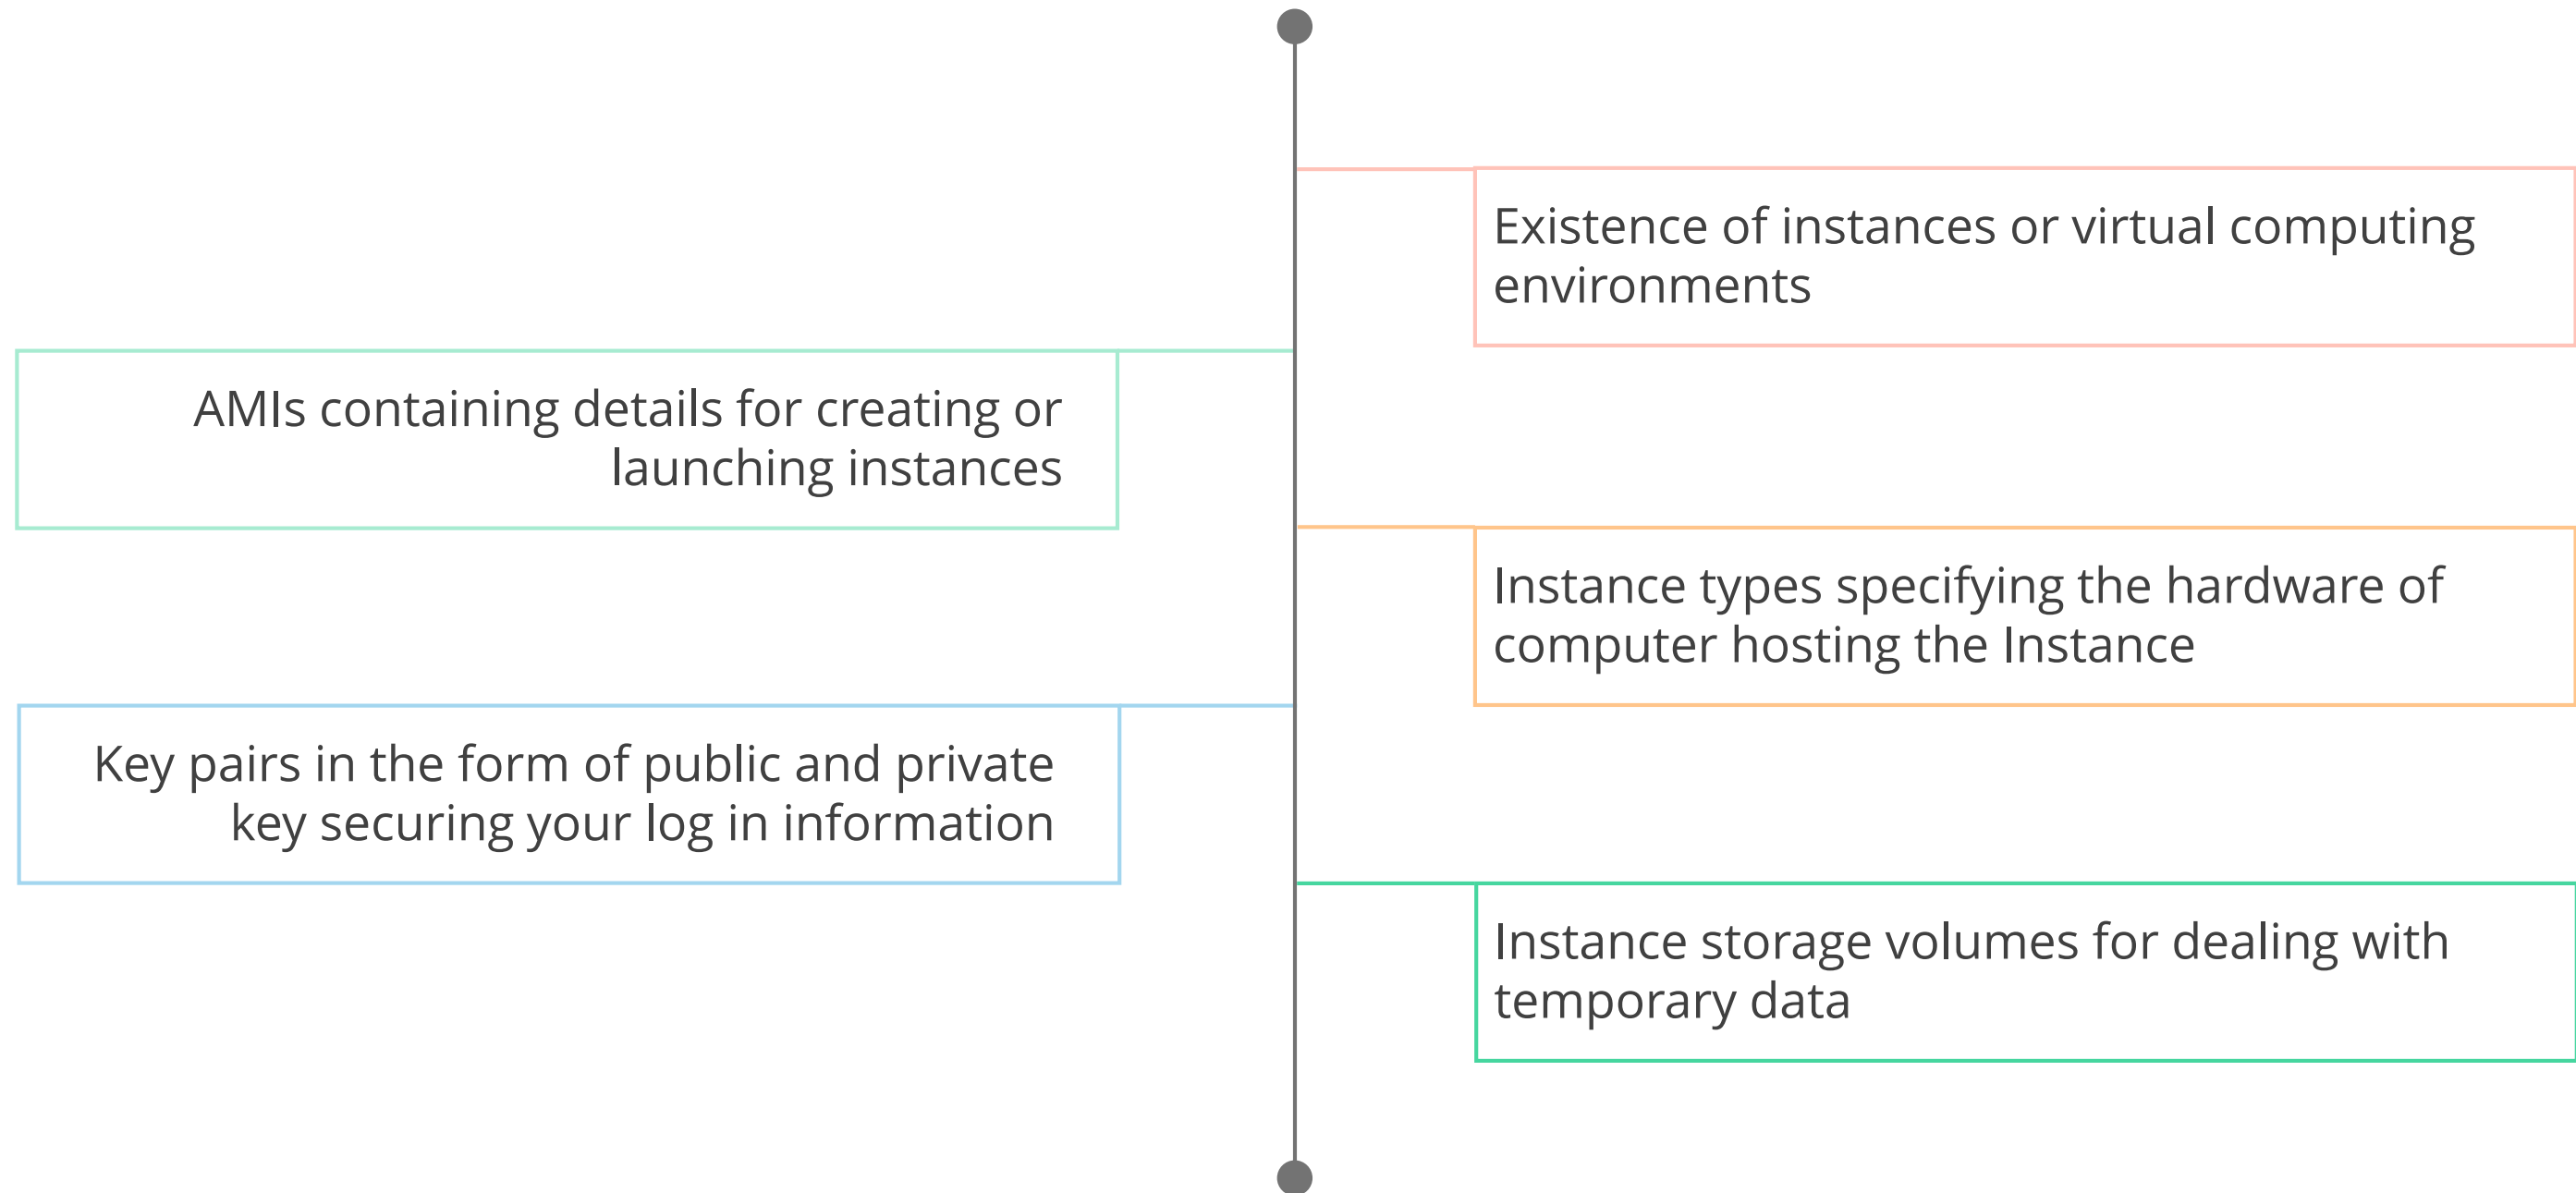 Existence of instances or virtual computing
environments
AMIs containing details for creating or
launching instances
Instance types specifying the hardware of
computer hosting the Instance
Key pairs in the form of public and private
key securing your log in information
Instance storage volumes for dealing with
temporary data